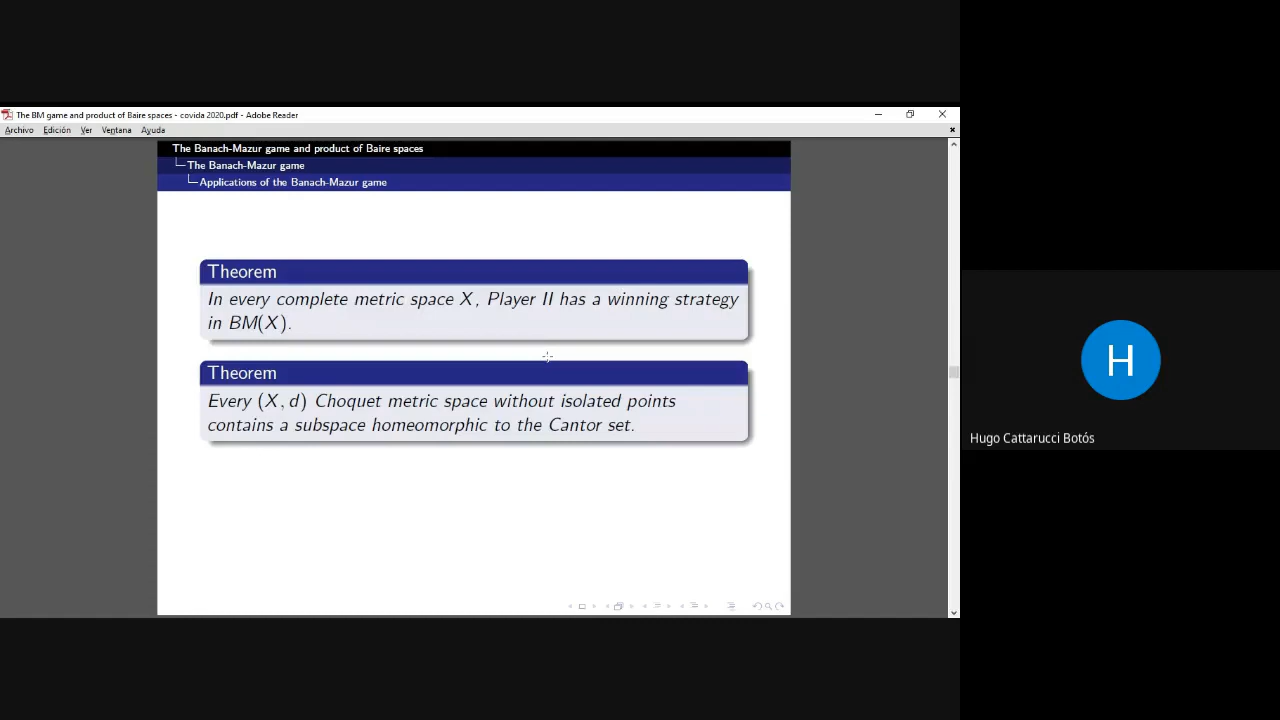 The BM game and product of Baire spaces - covida 2020.pdf - Adobe Reader
Archivo Edición Ver Ventana Ayuda
The Banach-Mazur game and product of Baire spaces
The Banach-Mazur game
Applications of the Banach-Mazur game
Theorem
In every complete metric space X, Player II has a winning strategy
in BM(X).
Theorem
Every (X, d) Choquet metric space without isolated points
contains a subspace homeomorphic to the Cantor set.
H
Hugo Cattarucci Botós